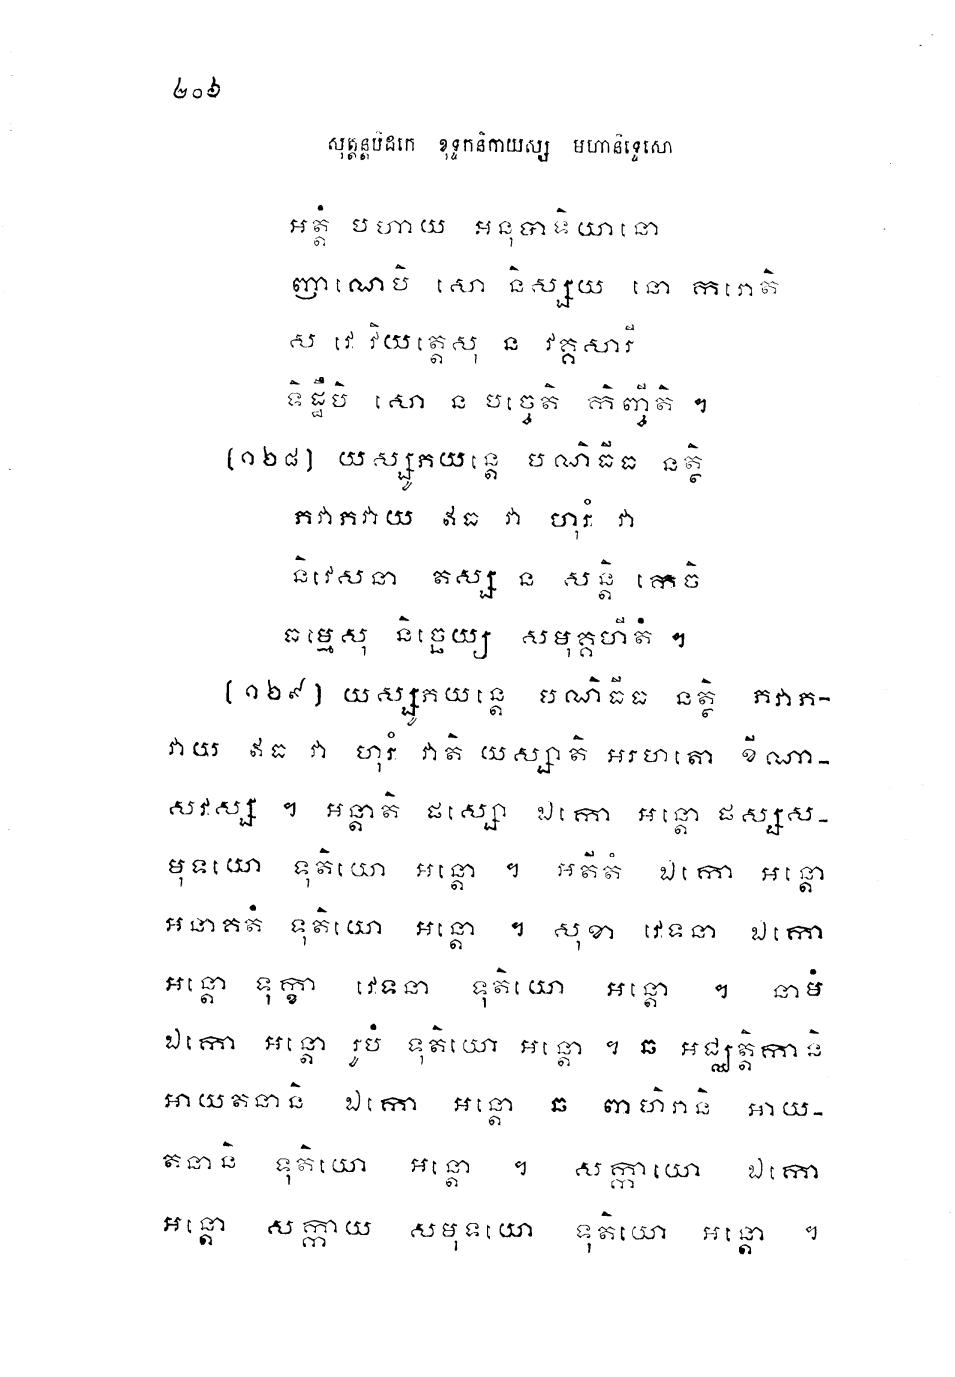 ២០៦
សុត្តន្តបិដកេ ខុទ្ទកនិកាយស្ស មហានិទ្ទេសោ
អត្តំ បហាយ អនុបាទិយានោ
ញាណេបិ សោ និស្សយ នោ ករោតិ
ស វេ វិយត្តេសុ ន វគ្គសារី
ទិដ្ឋឹបិ សោ ន បច្ចេតិ កិញ្ចិតិ ។
(១២៨) យស្សូភយន្តេ បណិធីធ នត្ថិ
ភវាភវាយ ឥធ វា ហុរំ វា
និវេសនា តស្ស ន សន្តិ កេចិ
ធម្មេសុ និច្ឆេយ្យ សមុគ្គហីតំ ។
(១២៩) យស្សូភយន្តេ បណិធីធ នត្ថិ ភវាភ-
វាយ ឥធ វា ហុរំ វាតិ យស្សាតិ អរហតោ ខីណា-
សវស្ស ។ អន្តាតិ ផស្សោ ឯកោ អន្តោ ផស្សស-
មុទយោ ទុតិយោ អន្តោ ។ អតីតំ ឯកោ អន្តោ
អនាគតំ ទុតិយោ អន្តោ ។ សុខា វេទនា ឯកោ
អន្តោ ទុក្ខា វេទនា ទុតិយោ អន្តោ ។ នាមំ
ឯកោ អន្តោ រូបំ ទុតិយោ អន្តោ ។ ឆ អជ្ឈត្តិកានិ
អាយតនានិ ឯកោ អន្តោ ឆ ពាហិរានិ អាយ-
តនានិ ទុតិយោ អន្តោ ។ សក្កាយោ ឯកោ
អន្តោ សក្កាយ សមុទយោ ទុតិយោ អន្តោ ។